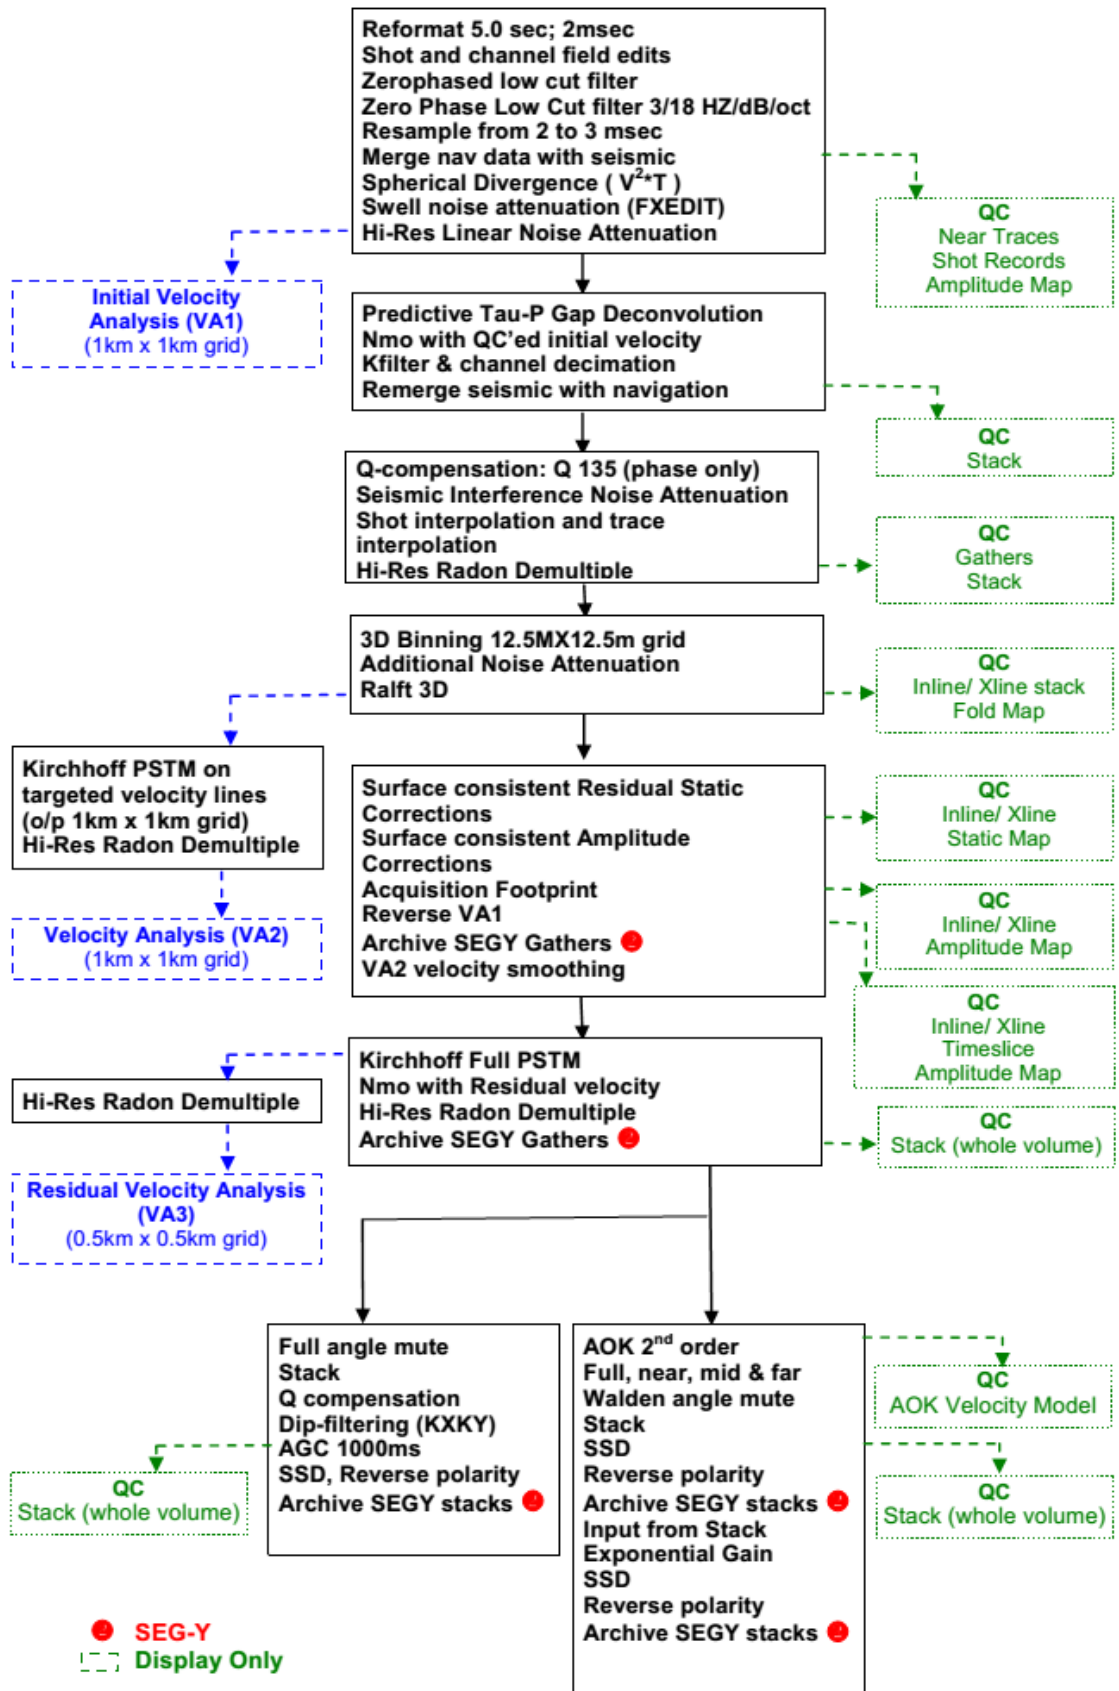 Reformat 5.0 sec; 2msec
Shot and channel field edits
Zerophased low cut filter
Zero Phase Low Cut filter 3/18 HZ/dB/oct
Resample from 2 to 3 msec
Merge nav data with seismic
Spherical Divergence ( V²*T )
Swell noise attenuation (FXEDIT)
Hi-Res Linear Noise Attenuation
QC
Near Traces
Shot Records
Amplitude Map
Initial Velocity
Analysis (VA1)
(1km x 1km grid)
Predictive Tau-P Gap Deconvolution
Nmo with QC'ed initial velocity
Kfilter & channel decimation
Remerge seismic with navigation
QC
Stack
Q-compensation: Q 135 (phase only)
Seismic Interference Noise Attenuation
Shot interpolation and trace
interpolation
Hi-Res Radon Demultiple
QC
Gathers
Stack
3D Binning 12.5MX12.5m grid
Additional Noise Attenuation
Ralft 3D
QC
Inline/ Xline stack
Fold Map
Kirchhoff PSTM on
targeted velocity lines
(o/p 1km x 1km grid)
Hi-Res Radon Demultiple
Velocity Analysis (VA2)
(1km x 1km grid)
Surface consistent Residual Static
Corrections
Surface consistent Amplitude
Corrections
Acquisition Footprint
Reverse VA1
Archive SEGY Gathers
VA2 velocity smoothing
QC
Inline/ Xline
Static Map
QC
Inline/ Xline
Amplitude Map
QC
Inline/ Xline
Timeslice
Amplitude Map
Kirchhoff Full PSTM
Nmo with Residual velocity
Hi-Res Radon Demultiple
Archive SEGY Gathers
Hi-Res Radon Demultiple
QC
Stack (whole volume)
Residual Velocity Analysis
(VA3)
(0.5km x 0.5km grid)
Full angle mute
Stack
Q compensation
Dip-filtering (KXKY)
AGC 1000ms
SSD, Reverse polarity
Archive SEGY stacks
QC
Stack (whole volume)
AOK 2nd order
Full, near, mid & far
Walden angle mute
Stack
SSD
Reverse polarity
Archive SEGY stacks
Input from Stack
Exponential Gain
SSD
Reverse polarity
Archive SEGY stacks
QC
AOK Velocity Model
QC
Stack (whole volume)
SEG-Y
Display Only